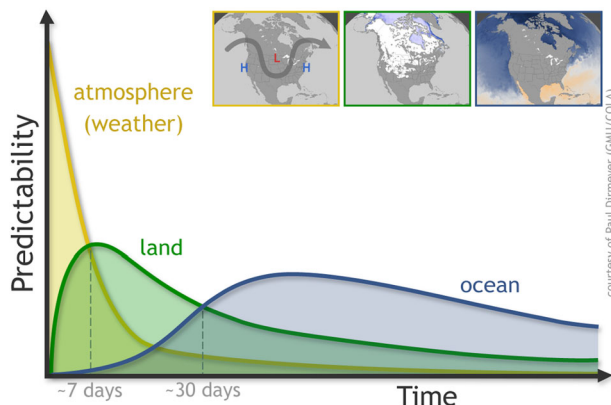 atmosphere
(weather)
H
L
H
land
ocean
Predictability
~7 days
~30 days
Time
courtesy of Paul Dirmeyer (GMU/COLA)